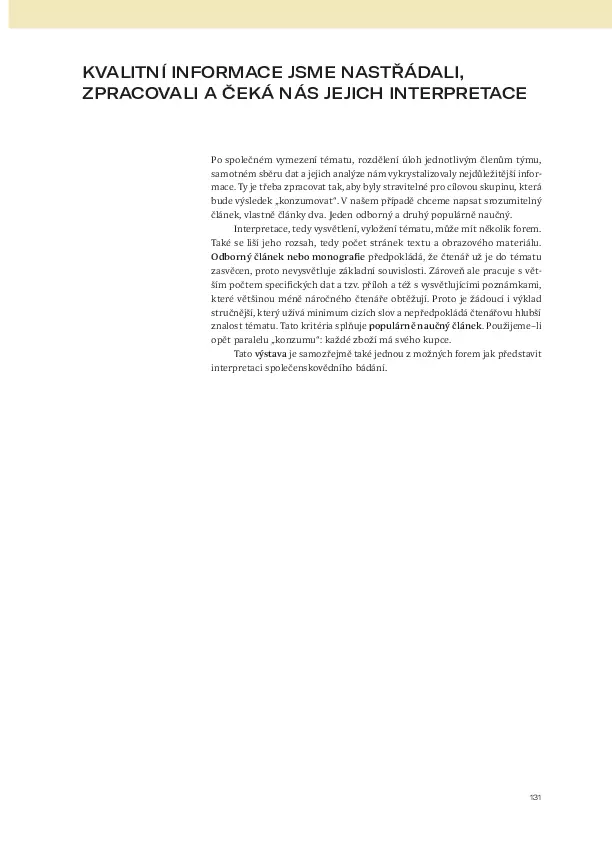 KVALITNÍ INFORMACE JSME NASTŘÁDALI,
ZPRACOVALI A ČEKÁ NÁS JEJICH INTERPRETACE
Po společném vymezení tématu, rozdělení úloh jednotlivým členům týmu,
samotném sběru dat a jejich analýze nám vykrystalizovaly nejdůležitější infor-
mace. Ty je třeba zpracovat tak, aby byly stravitelné pro cílovou skupinu, která
bude výsledek „konzumovat“. V našem případě chceme napsat srozumitelný
článek, vlastně články dva. Jeden odborný a druhý populárně naučný.
Interpretace, tedy vysvětlení, vyložení tématu, může mít několik forem.
Také se liší jeho rozsah, tedy počet stránek textu a obrazového materiálu.
Odborný článek nebo monografie předpokládá, že čtenář už je do tématu
zasvěcen, proto nevysvětluje základní souvislosti. Zároveň ale pracuje s vět-
ším počtem specifických dat a tzv. příloh a též s vysvětlujícími poznámkami,
které většinou méně náročného čtenáře obtěžují. Proto je žádoucí i výklad
stručnější, který užívá minimum cizích slov a nepředpokládá čtenářovu hlubší
znalost tématu. Tato kritéria splňuje populárně naučný článek. Použijeme–li
opět paralelu „konzumu“: každé zboží má svého kupce.
Tato výstava je samozřejmě také jednou z možných forem jak představit
interpretaci společenskovědního bádání.
131